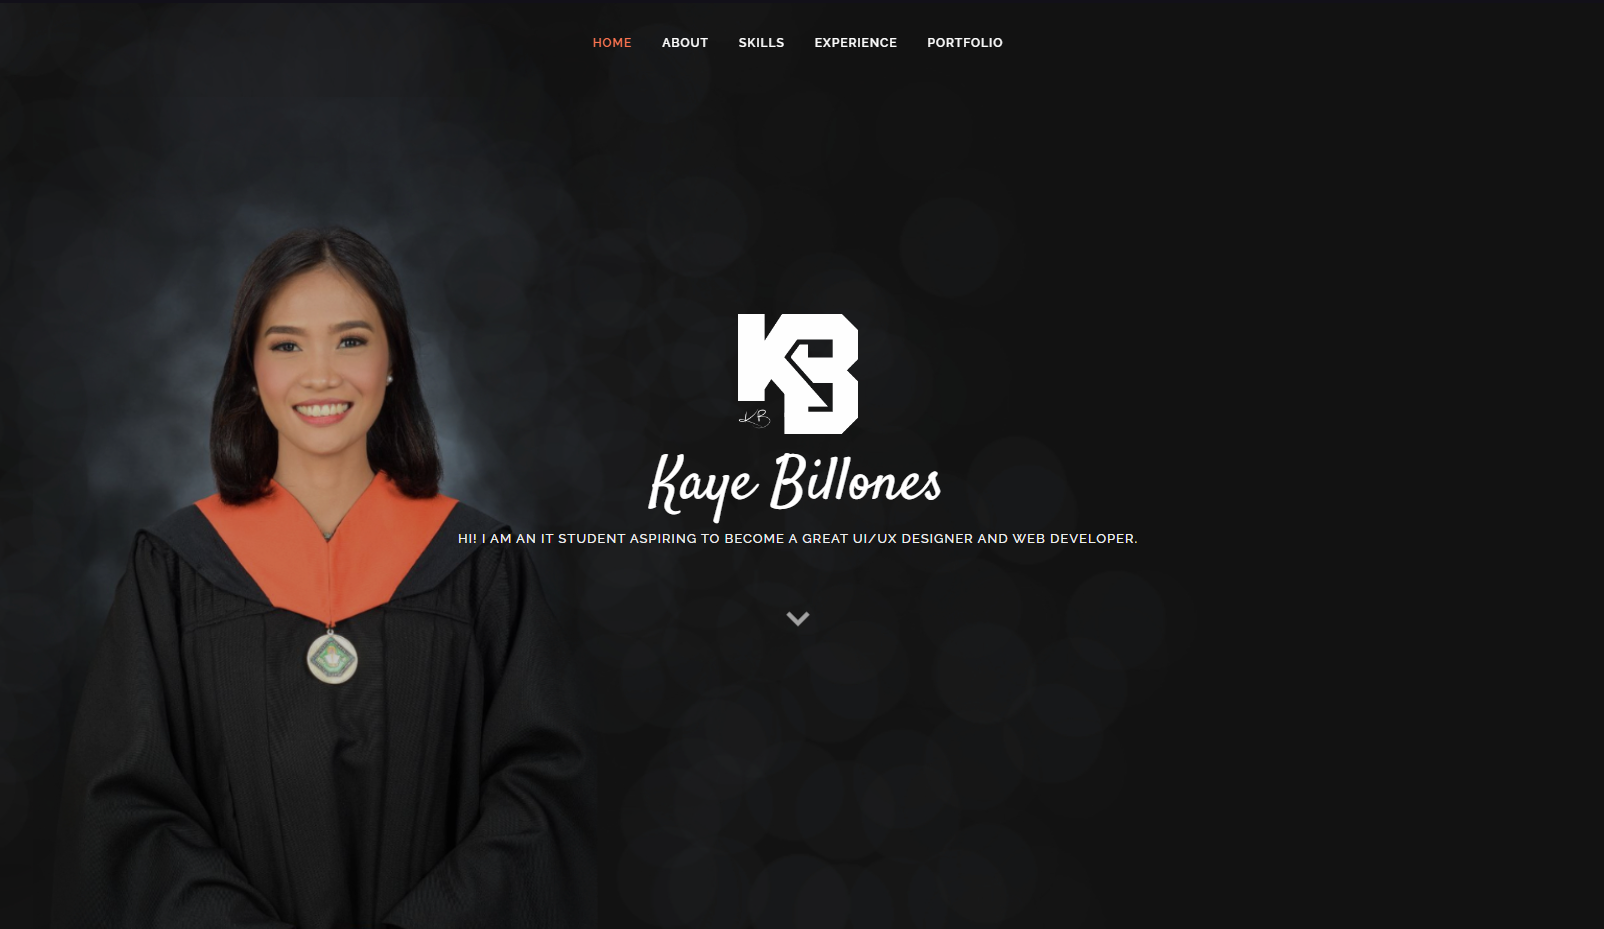 HOME ABOUT SKILLS EXPERIENCE PORTFOLIO
KB
KB
Kaye Billones
HI! I AM AN IT STUDENT ASPIRING TO BECOME A GREAT UI/UX DESIGNER AND WEB DEVELOPER.